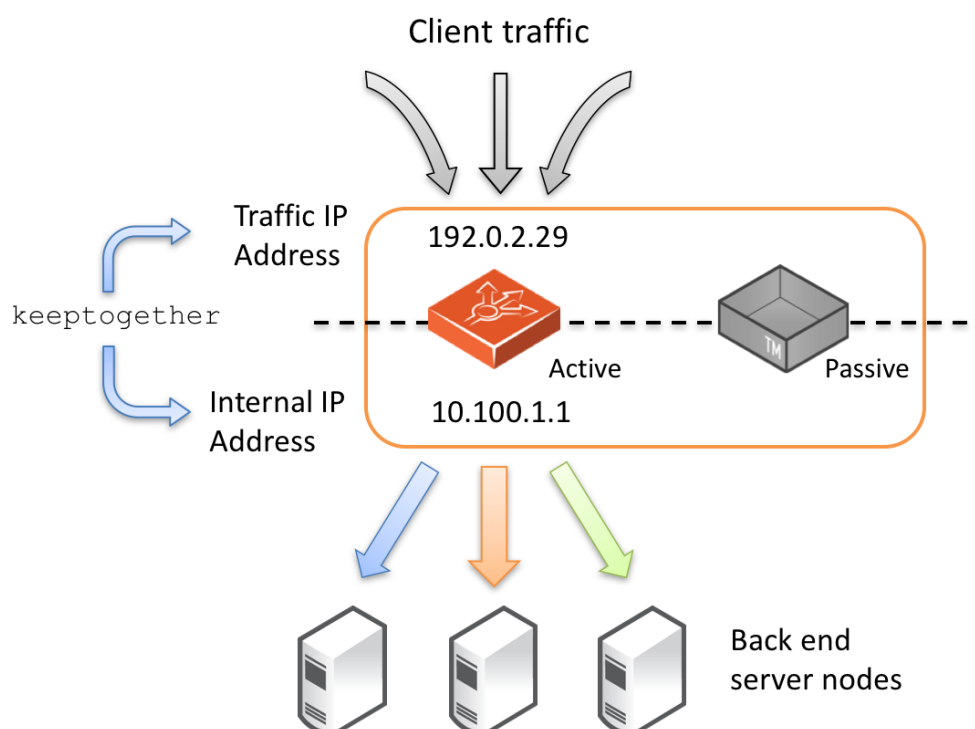 Client traffic
Traffic IP
Address
192.0.2.29
keeptogether
TM
Active
Passive
Internal IP
Address
10.100.1.1
Back end
server nodes